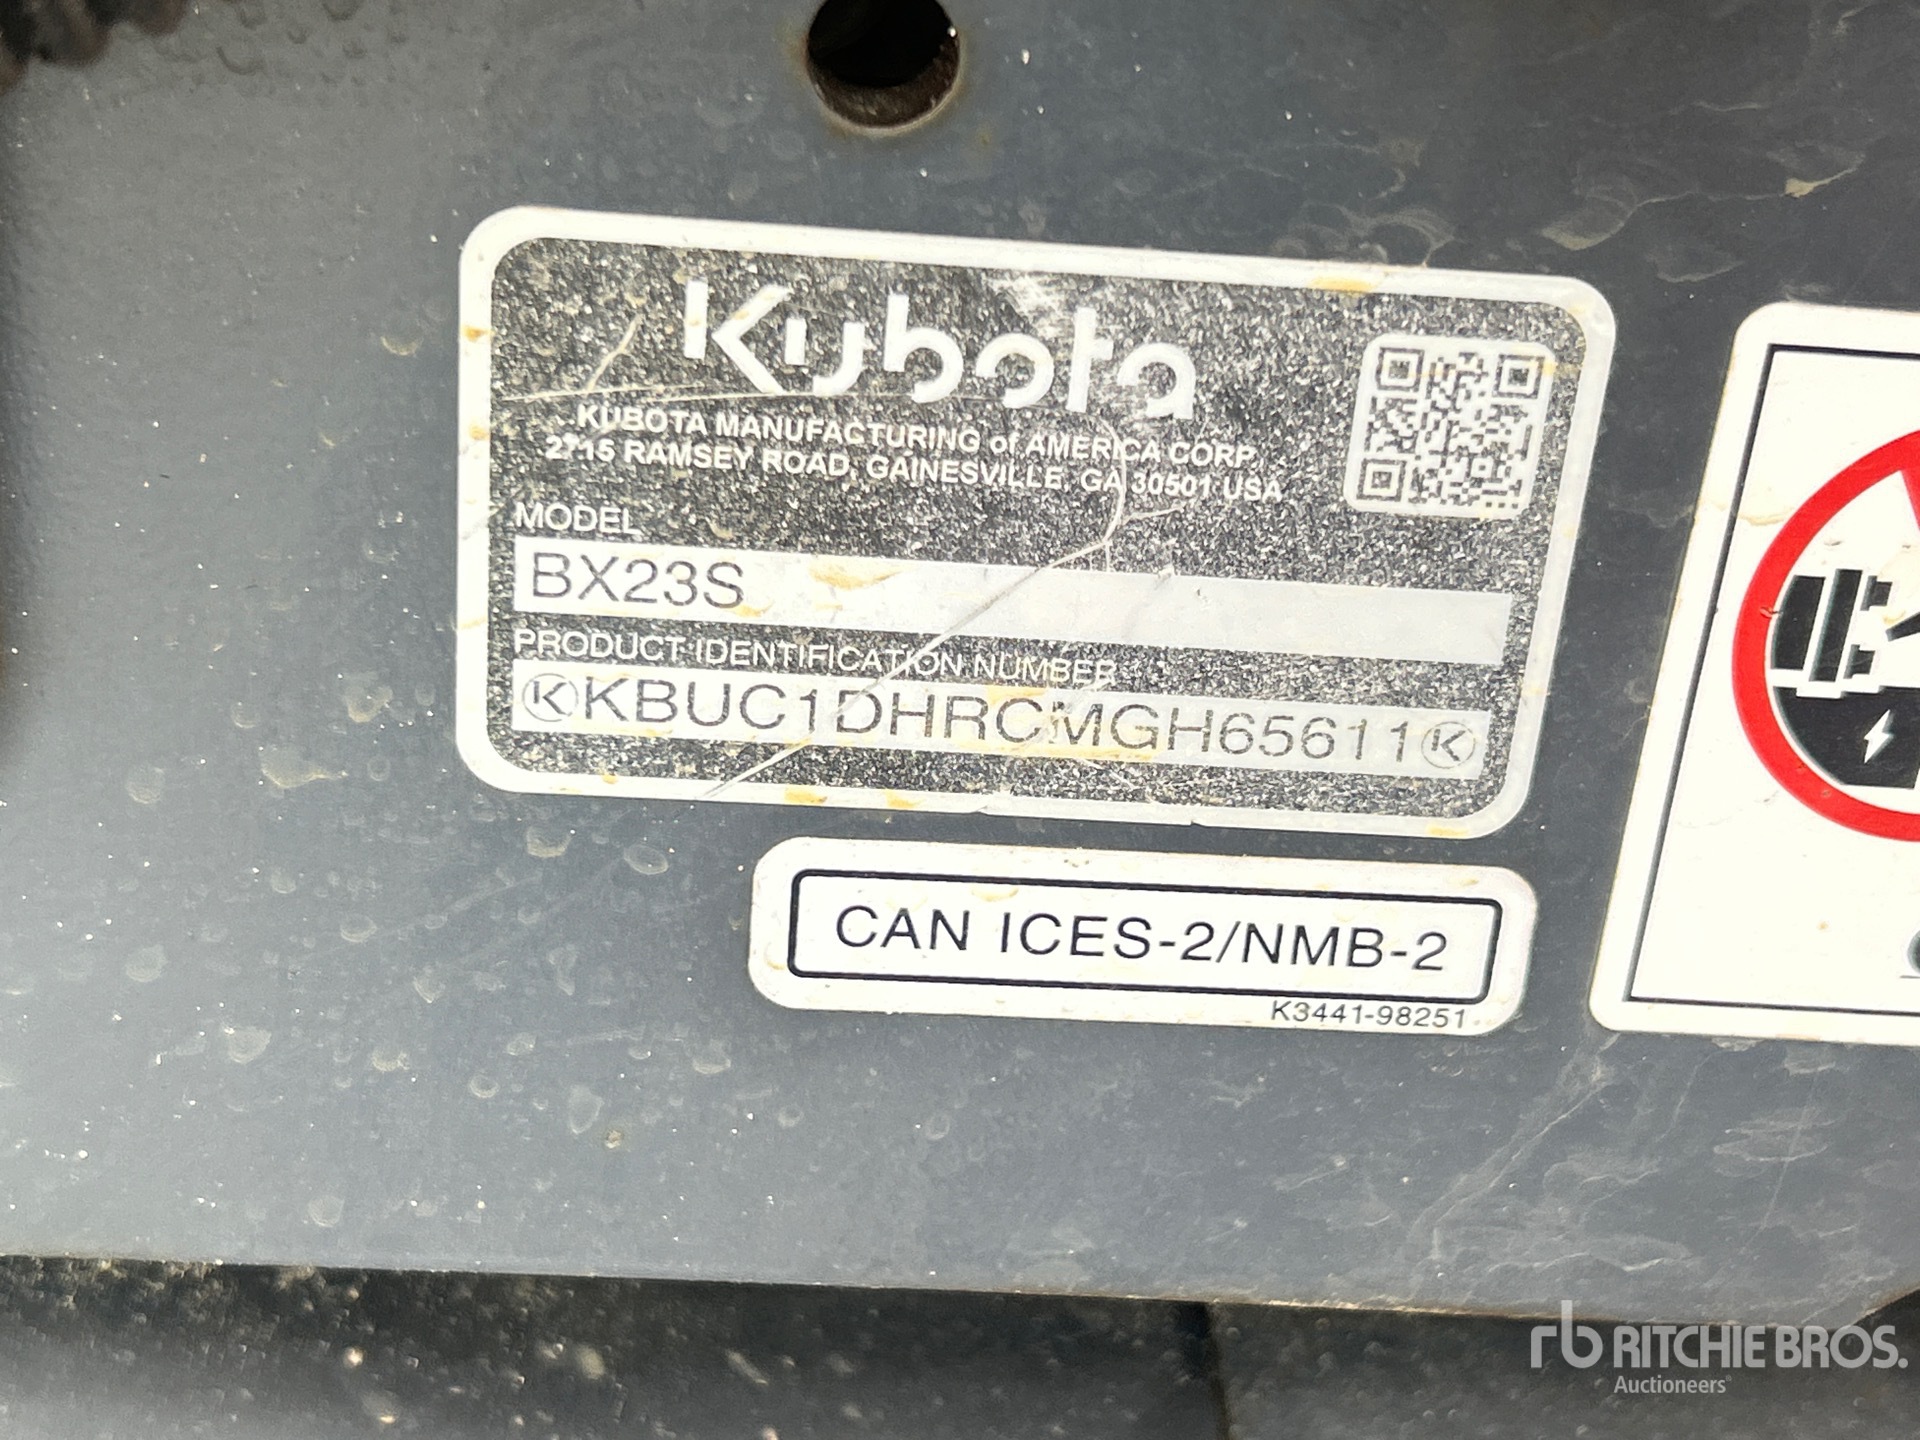 Kubota
KUBOTA MANUFACTURING of AMERICA CORP.
2715 RAMSEY ROAD, GAINESVILLE, GA 30501 USA
MODEL
BX23S
PRODUCT IDENTIFICATION NUMBER
KBUC1DHRCMGH65611
CAN ICES-2/NMB-2
K3441-98251
rb RITCHIE BROS.
Auctioneers